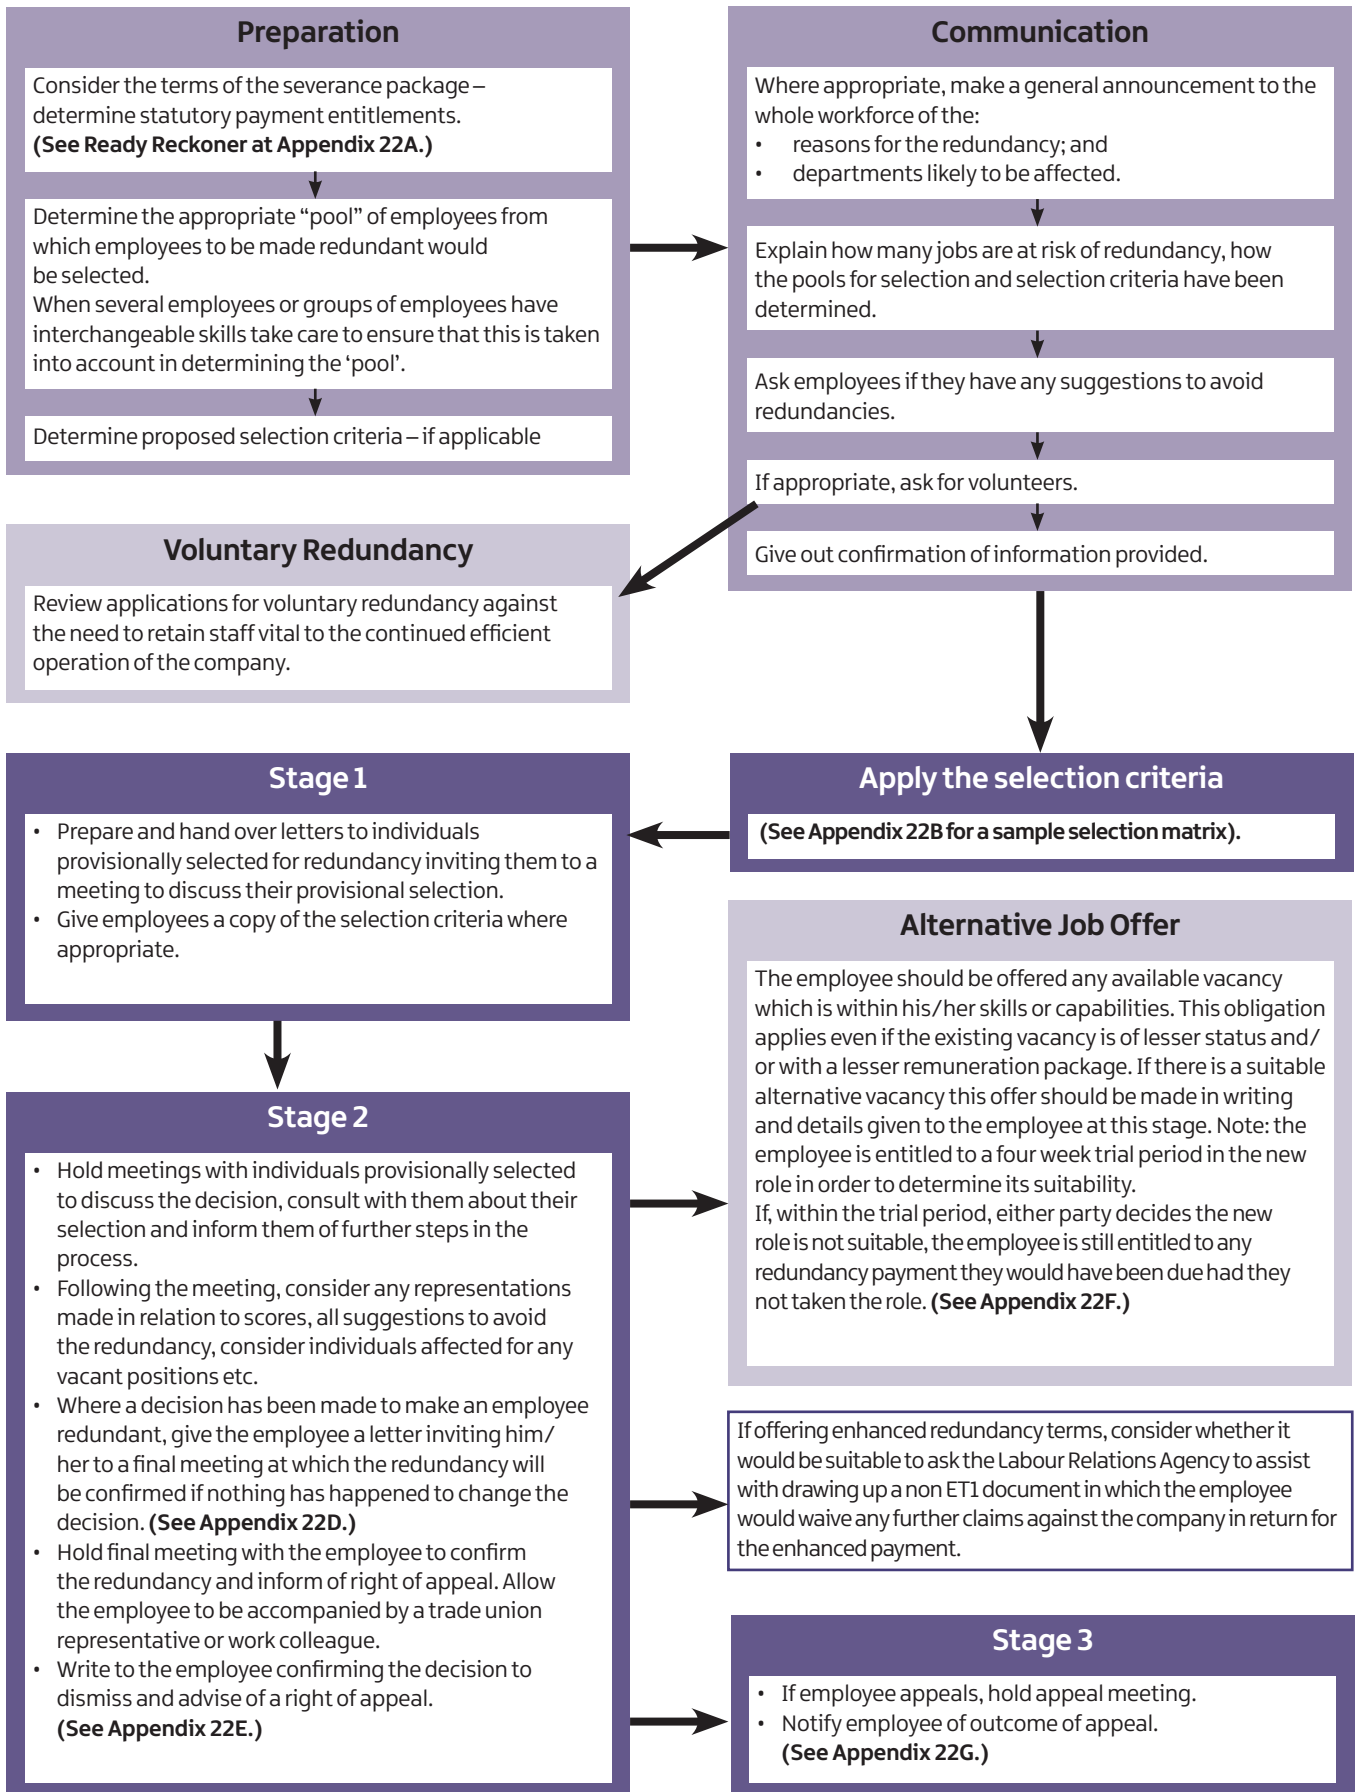 Preparation
Consider the terms of the severance package –
determine statutory payment entitlements.
(See Ready Reckoner at Appendix 22A.)
Determine the appropriate “pool” of employees from
which employees to be made redundant would
be selected.
When several employees or groups of employees have
interchangeable skills take care to ensure that this is taken
into account in determining the ‘pool’.
Determine proposed selection criteria – if applicable
Communication
Where appropriate, make a general announcement to the
whole workforce of the:
• reasons for the redundancy; and
• departments likely to be affected.
Explain how many jobs are at risk of redundancy, how
the pools for selection and selection criteria have been
determined.
Ask employees if they have any suggestions to avoid
redundancies.
If appropriate, ask for volunteers.
Give out confirmation of information provided.
Voluntary Redundancy
Review applications for voluntary redundancy against
the need to retain staff vital to the continued efficient
operation of the company.
Apply the selection criteria
(See Appendix 22B for a sample selection matrix).
Stage 1
• Prepare and hand over letters to individuals
provisionally selected for redundancy inviting them to a
meeting to discuss their provisional selection.
• Give employees a copy of the selection criteria where
appropriate.
Stage 2
• Hold meetings with individuals provisionally selected
to discuss the decision, consult with them about their
selection and inform them of further steps in the
process.
• Following the meeting, consider any representations
made in relation to scores, all suggestions to avoid
the redundancy, consider individuals affected for any
vacant positions etc.
• Where a decision has been made to make an employee
redundant, give the employee a letter inviting him/
her to a final meeting at which the redundancy will
be confirmed if nothing has happened to change the
decision. (See Appendix 22D.)
• Hold final meeting with the employee to confirm
the redundancy and inform of right of appeal. Allow
the employee to be accompanied by a trade union
representative or work colleague.
• Write to the employee confirming the decision to
dismiss and advise of a right of appeal.
(See Appendix 22E.)
Alternative Job Offer
The employee should be offered any available vacancy
which is within his/her skills or capabilities. This obligation
applies even if the existing vacancy is of lesser status and/
or with a lesser remuneration package. If there is a suitable
alternative vacancy this offer should be made in writing
and details given to the employee at this stage. Note: the
employee is entitled to a four week trial period in the new
role in order to determine its suitability.
If, within the trial period, either party decides the new
role is not suitable, the employee is still entitled to any
redundancy payment they would have been due had they
not taken the role. (See Appendix 22F.)
If offering enhanced redundancy terms, consider whether it
would be suitable to ask the Labour Relations Agency to assist
with drawing up a non ET1 document in which the employee
would waive any further claims against the company in return for
the enhanced payment.
Stage 3
• If employee appeals, hold appeal meeting.
• Notify employee of outcome of appeal.
(See Appendix 22G.)